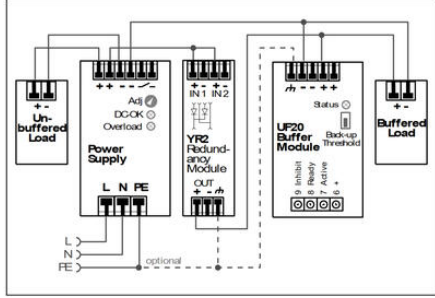 + -
Un-
buffered
Load
+ + - -
Adj
DC-OK
Overload
Power
Supply
L N PE
+ - + -
IN 1 IN 2
YR2
Redund-
ancy
Module
OUT
+ -
- - + +
Status
UF20
Buffer
Module
Back-up
Threshold
9 Inhibit
8 Ready
7 Active
6 +
+ -
Buffered
Load
L
N
PE
optional